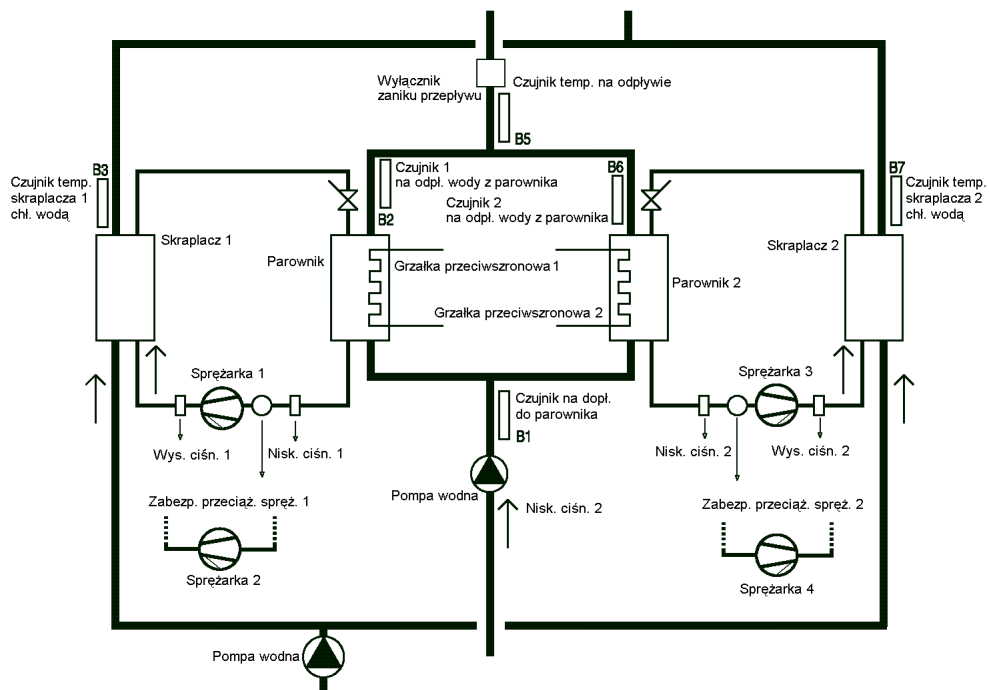 Wyłącznik
zaniku przepływu
Czujnik temp. na odpływie
B5
B3
Czujnik temp.
skraplacza 1
chł. wodą
Czujnik 1
na odpł. wody z parownika
B2
B6
Czujnik 2
na odpł. wody z parownika
B7
Czujnik temp.
skraplacza 2
chł. wodą
Skraplacz 1
Parownik
Grzałka przeciwszronowa 1
Grzałka przeciwszronowa 2
Parownik 2
Skraplacz 2
Sprężarka 1
Wys. ciśn. 1
Nisk. ciśn. 1
Czujnik na dopł.
do parownika
B1
Sprężarka 3
Nisk. ciśn. 2
Wys. ciśn. 2
Zabezp. przeciąż. spręż. 1
Sprężarka 2
Pompa wodna
Nisk. ciśn. 2
Zabezp. przeciąż. spręż. 2
Sprężarka 4
Pompa wodna